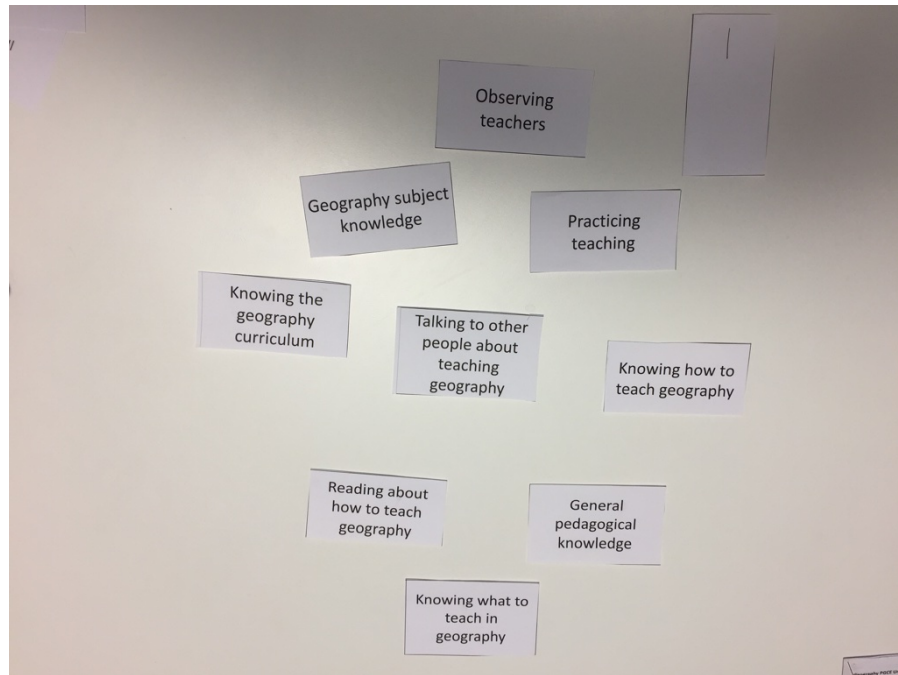 Observing
teachers
Geography subject
knowledge
Practicing
teaching
Knowing the
geography
curriculum
Talking to other
people about
teaching
geography
Knowing how to
teach geography
Reading about
how to teach
geography
General
pedagogical
knowledge
Knowing what to
teach in
geography